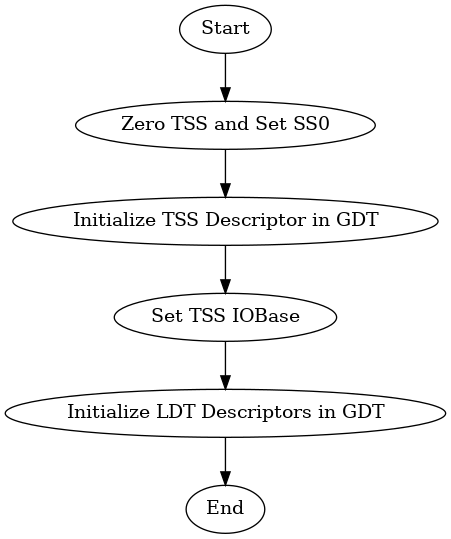 Start
Zero TSS and Set SS0
Initialize TSS Descriptor in GDT
Set TSS IOBase
Initialize LDT Descriptors in GDT
End